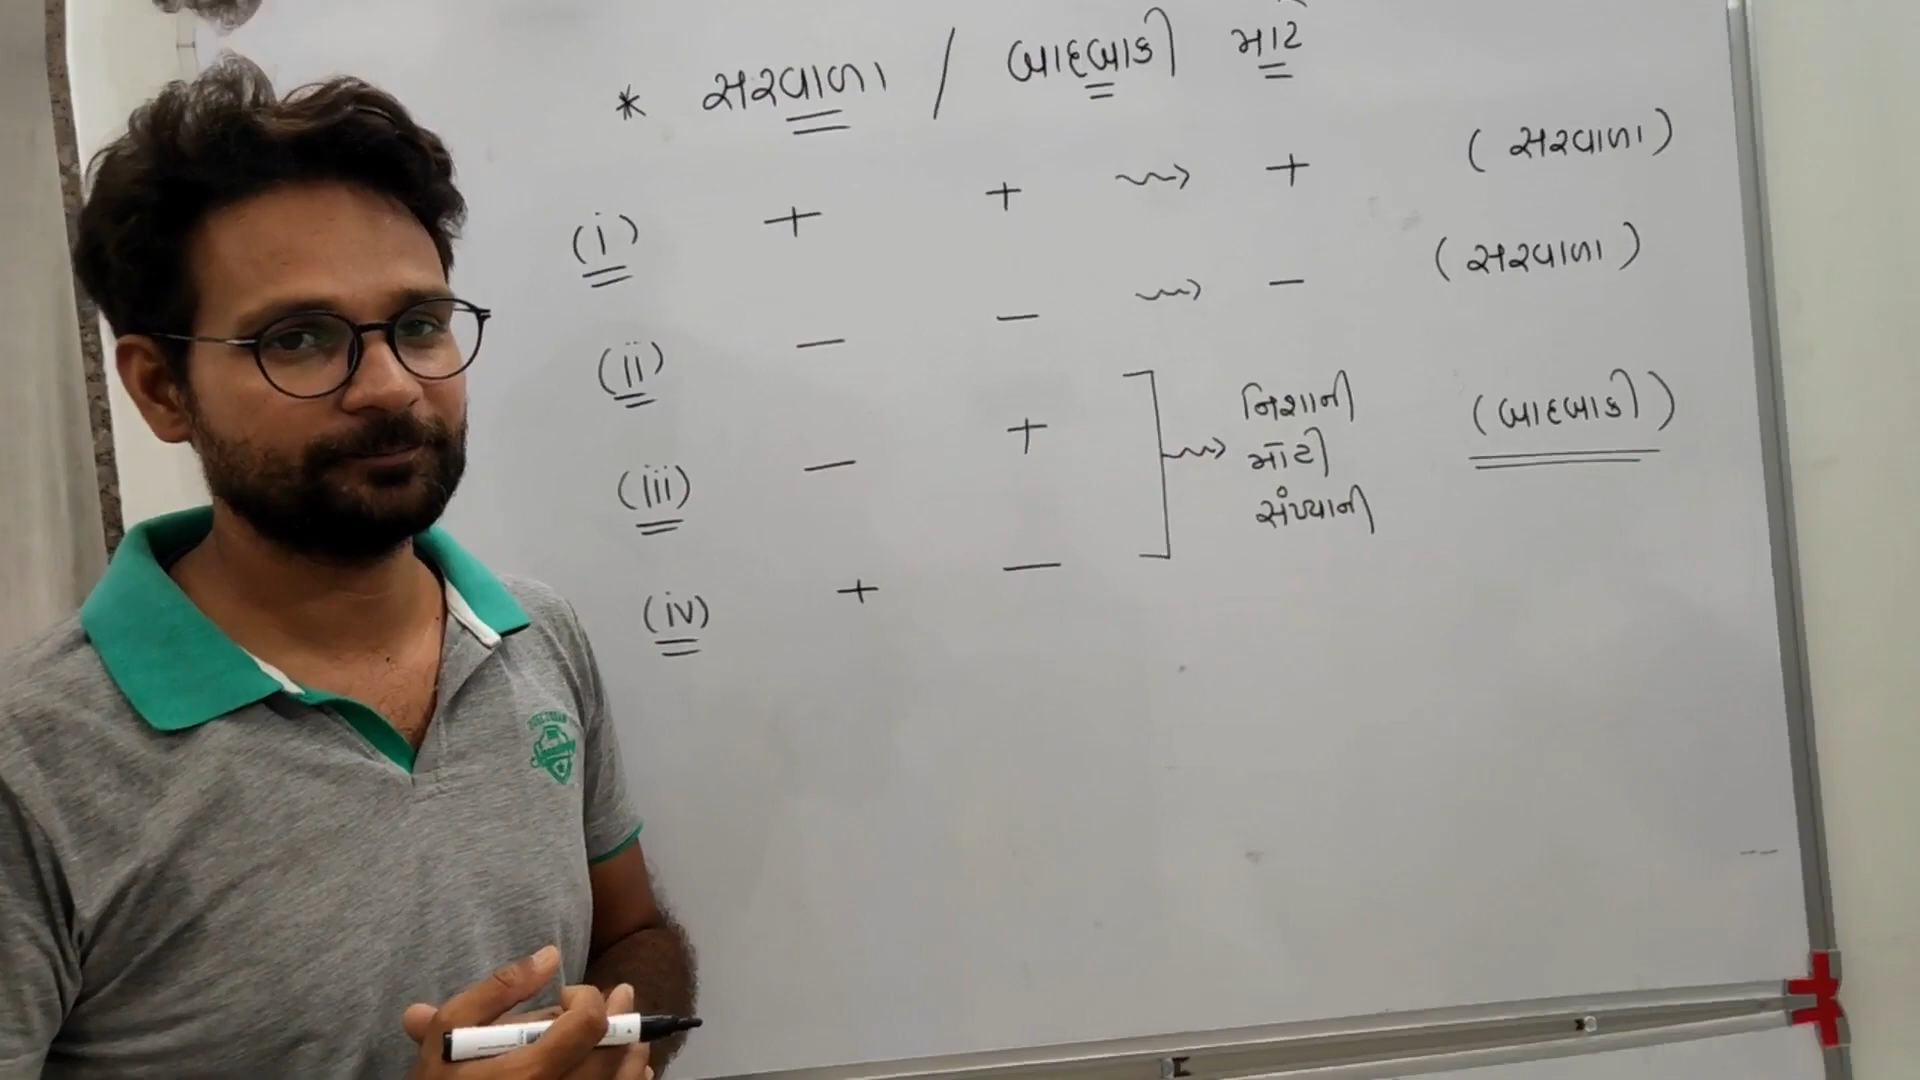 * સરવાળા / બાદબાકી માટે
(i) + + ⇝ + (સરવાળા)
(ii) - - ⇝ - (સરવાળા)
(iii) - + ⇝ નિશાની મોટી સંખ્યાની (બાદબાકી)
(iv) + -